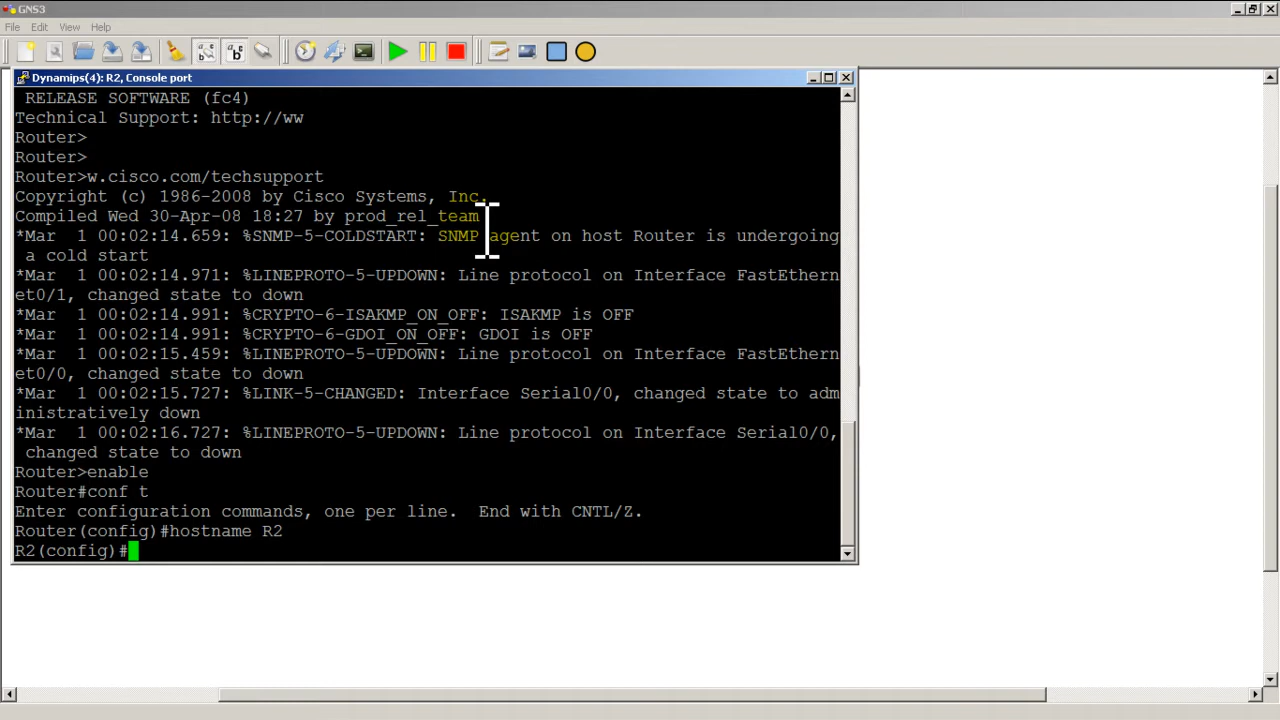 GNS3
File Edit View Help
Dynamips(4): R2, Console port
RELEASE SOFTWARE (fc4)
Technical Support: http://ww
Router>
Router>
Router>w.cisco.com/techsupport
Copyright (c) 1986-2008 by Cisco Systems, Inc.
Compiled Wed 30-Apr-08 18:27 by prod_rel_team
*Mar  1 00:02:14.659: %SNMP-5-COLDSTART: SNMP agent on host Router is undergoing
a cold start
*Mar  1 00:02:14.971: %LINEPROTO-5-UPDOWN: Line protocol on Interface FastEthern
et0/1, changed state to down
*Mar  1 00:02:14.991: %CRYPTO-6-ISAKMP_ON_OFF: ISAKMP is OFF
*Mar  1 00:02:14.991: %CRYPTO-6-GDOI_ON_OFF: GDOI is OFF
*Mar  1 00:02:15.459: %LINEPROTO-5-UPDOWN: Line protocol on Interface FastEthern
et0/0, changed state to down
*Mar  1 00:02:15.727: %LINK-5-CHANGED: Interface Serial0/0, changed state to adm
inistratively down
*Mar  1 00:02:16.727: %LINEPROTO-5-UPDOWN: Line protocol on Interface Serial0/0,
changed state to down
Router>enable
Router#conf t
Enter configuration commands, one per line.  End with CNTL/Z.
Router(config)#hostname R2
R2(config)#